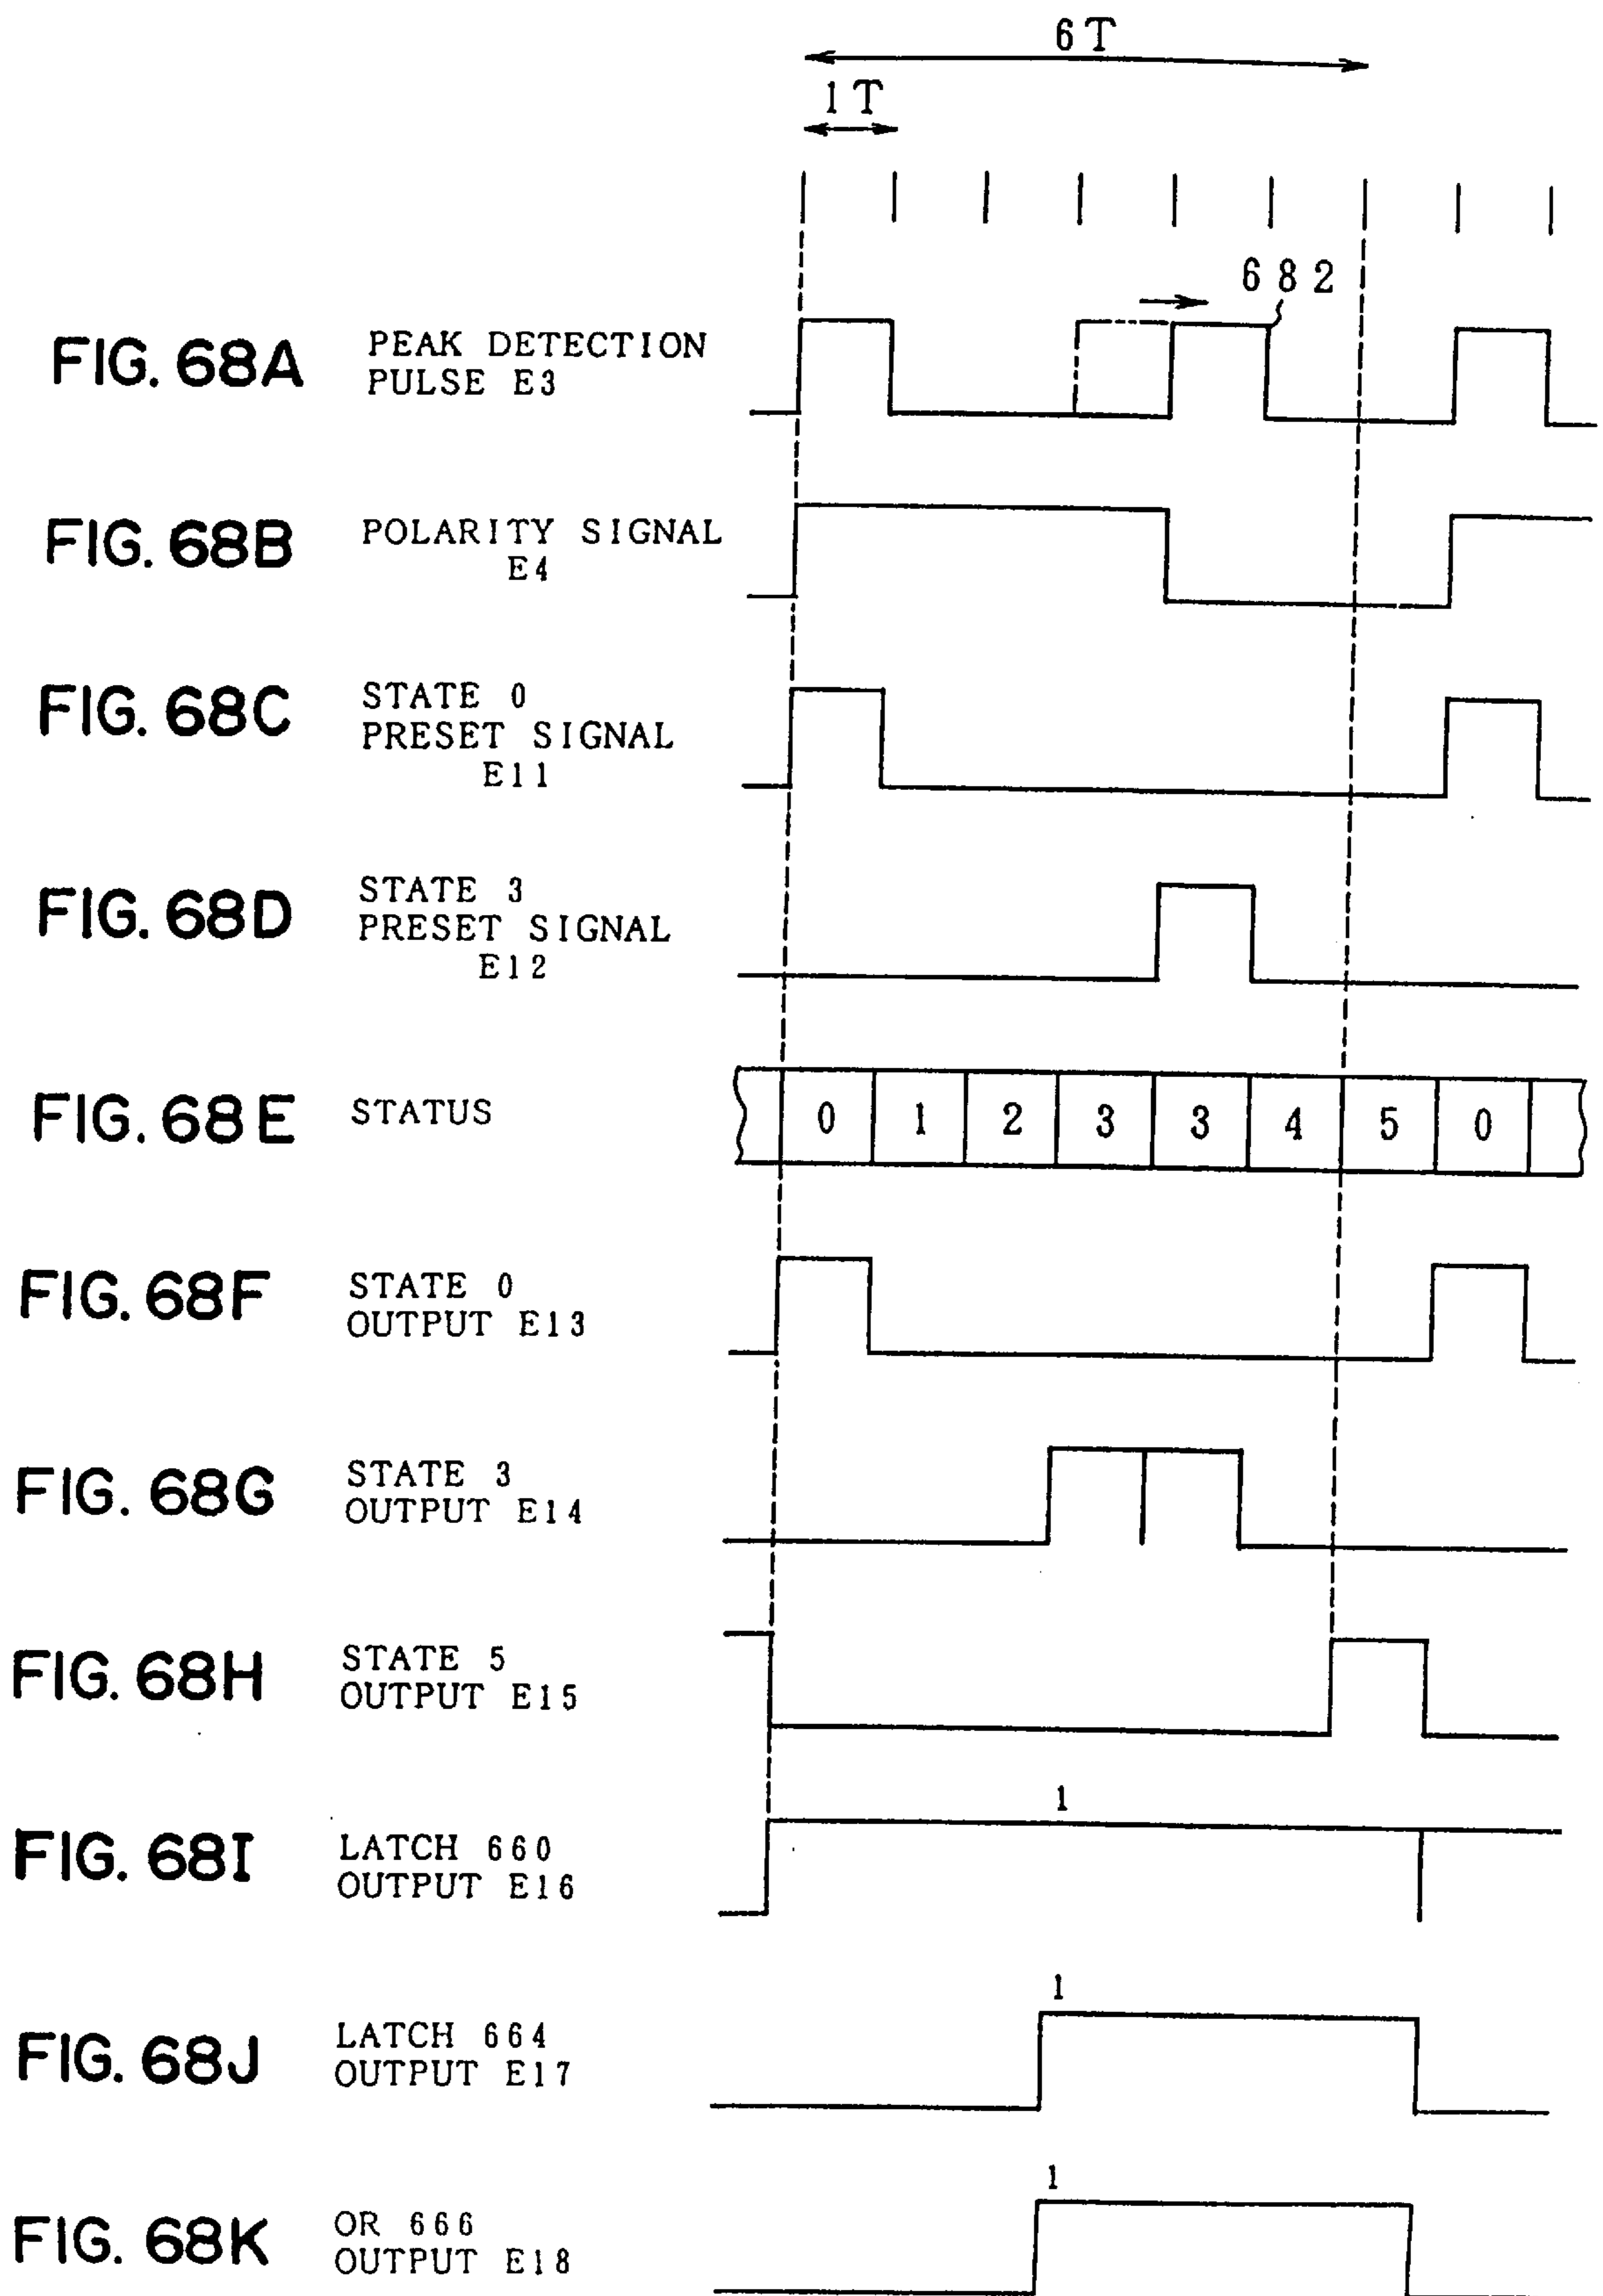 6T
1T
682
FIG. 68A PEAK DETECTION
PULSE E3
FIG. 68B POLARITY SIGNAL
E4
FIG. 68C STATE 0
PRESET SIGNAL
E11
FIG. 68D STATE 3
PRESET SIGNAL
E12
FIG. 68E STATUS 0 1 2 3 3 4 5 0
FIG. 68F STATE 0
OUTPUT E13
FIG. 68G STATE 3
OUTPUT E14
FIG. 68H STATE 5
OUTPUT E15
1
FIG. 68I LATCH 660
OUTPUT E16
1
FIG. 68J LATCH 664
OUTPUT E17
1
FIG. 68K OR 666
OUTPUT E18